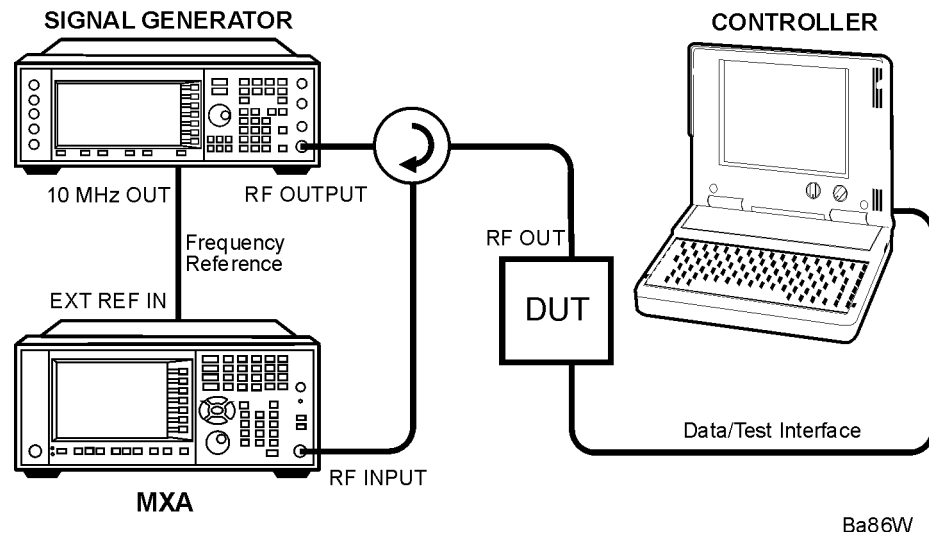 SIGNAL GENERATOR
CONTROLLER
10 MHz OUT
RF OUTPUT
Frequency
Reference
RF OUT
EXT REF IN
DUT
Data/Test Interface
RF INPUT
MXA
Ba86W